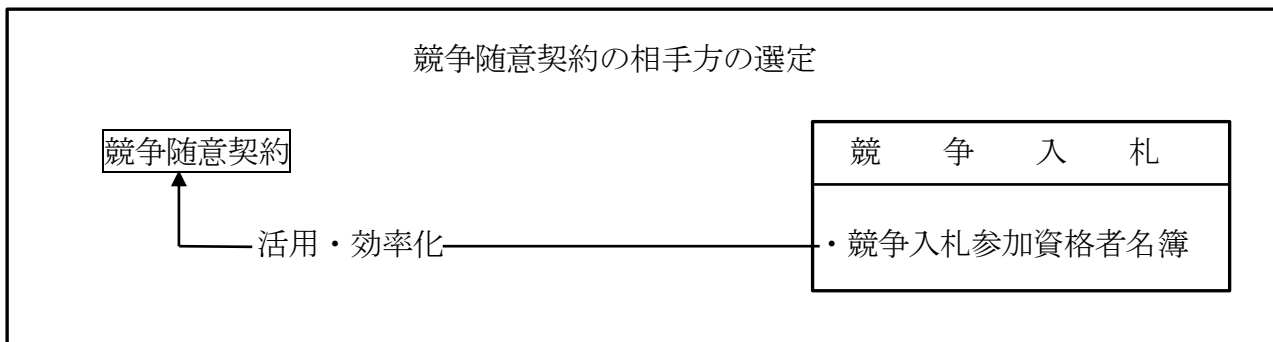 競争随意契約の相手方の選定
競争随意契約
競争入札
活用・効率化
・競争入札参加資格者名簿